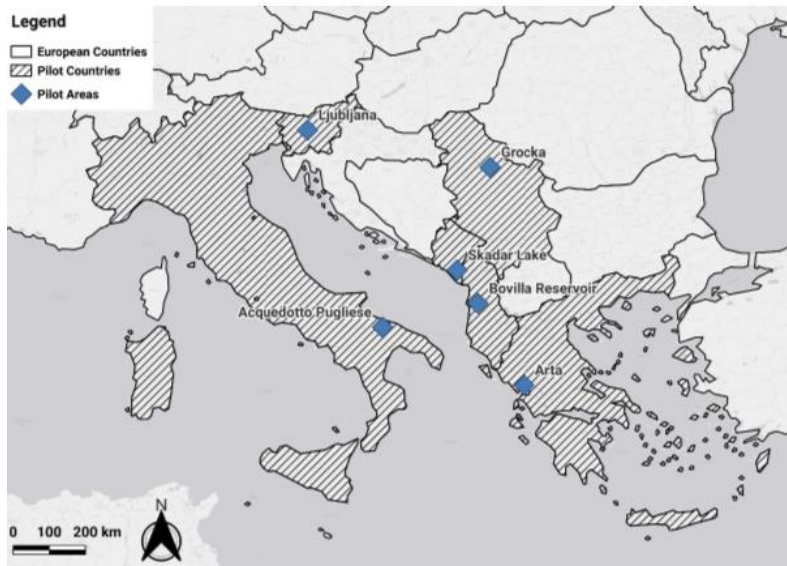 Legend
European Countries
Pilot Countries
Pilot Areas
Ljubljana
Grocka
Skadar Lake
Bovilla Reservoir
Acquedotto Pugliese
Arta
N
0 100 200 km